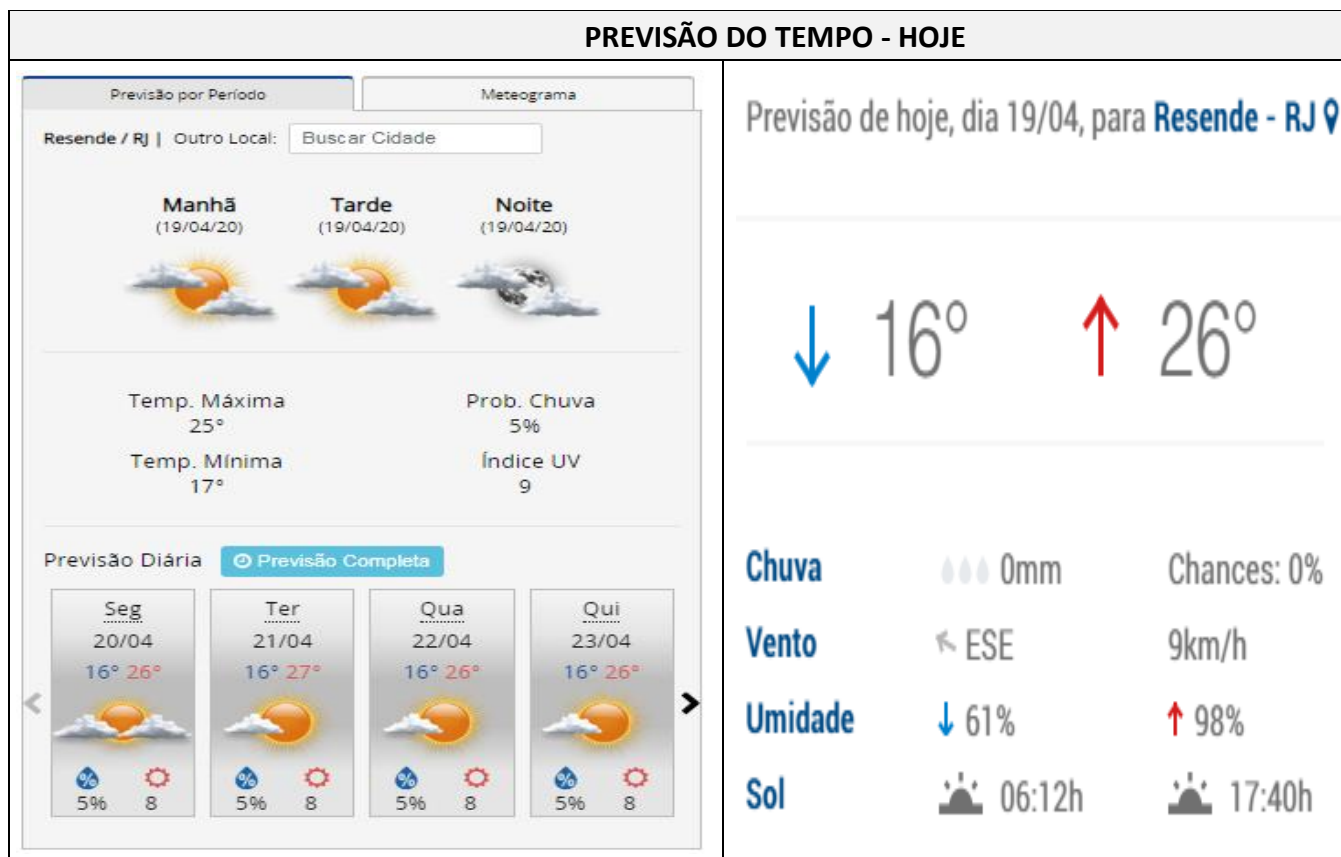 PREVISÃO DO TEMPO - HOJE
Previsão por Período
Meteograma
Resende / RJ | Outro Local: Buscar Cidade
Manhã Tarde Noite
(19/04/20) (19/04/20) (19/04/20)
Temp. Máxima Prob. Chuva
25° 5%
Temp. Mínima Índice UV
17° 9
Previsão Diária Previsão Completa
Seg Ter Qua Qui
20/04 21/04 22/04 23/04
16° 26° 16° 27° 16° 26° 16° 26°
% % % %
5% 8 5% 8 5% 8 5% 8
Previsão de hoje, dia 19/04, para Resende - RJ
16° 26°
Chuva 0mm Chances: 0%
Vento ESE 9km/h
Umidade 61% 98%
Sol 06:12h 17:40h